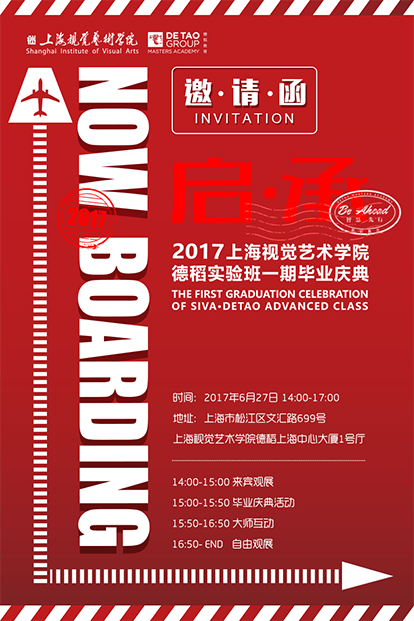 上海視覺藝術學院
Shanghai Institute of Visual Arts
DE TAO
GROUP
MASTERS ACADEMY
NOW BOARDING
邀·请·函
INVITATION
启·承
2017
Be Ahead
2017上海视觉艺术学院
德稻实验班一期毕业庆典
THE FIRST GRADUATION CELEBRATION
OF SIVA·DETAO ADVANCED CLASS
时间：2017年6月27日 14:00-17:00
地址：上海市松江区文汇路699号
上海视觉艺术学院德稻上海中心大厦1号厅
14:00-15:00 来宾观展
15:00-15:50 毕业庆典活动
15:50-16:50 大师互动
16:50- END 自由观展